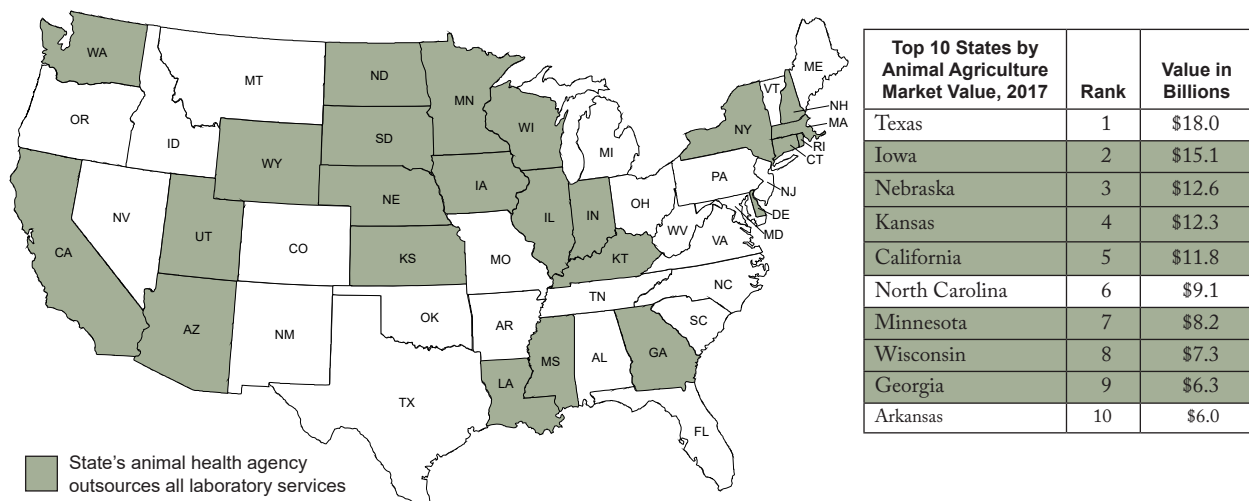 WA
MT
ND
MN
OR
ID
WY
SD
WI
MI
NY
VT
ME
NH
MA
RI
CT
NV
UT
CO
NE
IA
IL
IN
OH
PA
NJ
DE
MD
WV
VA
CA
KS
MO
KT
AZ
NM
OK
AR
TN
NC
SC
TX
LA
MS
AL
GA
FL
State's animal health agency
outsources all laboratory services
Top 10 States by
Animal Agriculture
Market Value, 2017 Rank Value in
Billions
Texas 1 $18.0
Iowa 2 $15.1
Nebraska 3 $12.6
Kansas 4 $12.3
California 5 $11.8
North Carolina 6 $9.1
Minnesota 7 $8.2
Wisconsin 8 $7.3
Georgia 9 $6.3
Arkansas 10 $6.0